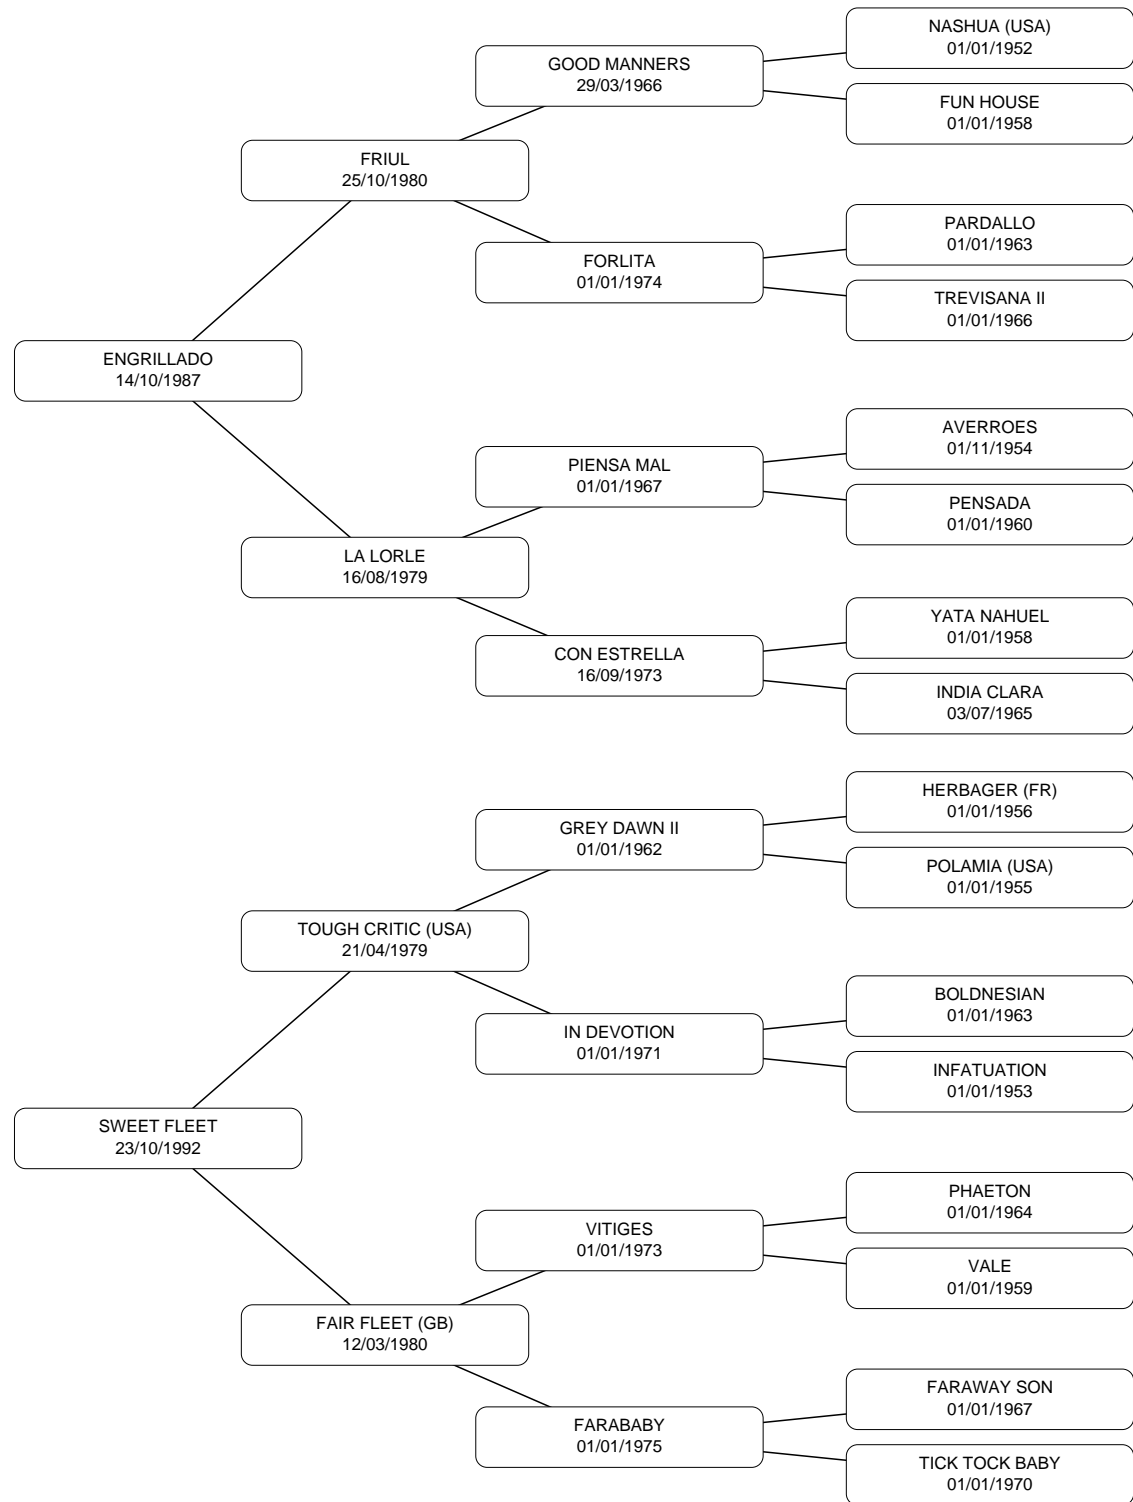 NASHUA (USA)
01/01/1952
GOOD MANNERS
29/03/1966
FUN HOUSE
01/01/1958
FRIUL
25/10/1980
PARDALLO
01/01/1963
FORLITA
01/01/1974
TREVISANA II
01/01/1966
ENGRILLADO
14/10/1987
AVERROES
01/11/1954
PIENSA MAL
01/01/1967
PENSADA
01/01/1960
LA LORLE
16/08/1979
YATA NAHUEL
01/01/1958
CON ESTRELLA
16/09/1973
INDIA CLARA
03/07/1965
HERBAGER (FR)
01/01/1956
GREY DAWN II
01/01/1962
POLAMIA (USA)
01/01/1955
TOUGH CRITIC (USA)
21/04/1979
BOLDNESIAN
01/01/1963
IN DEVOTION
01/01/1971
INFATUATION
01/01/1953
SWEET FLEET
23/10/1992
PHAETON
01/01/1964
VITIGES
01/01/1973
VALE
01/01/1959
FAIR FLEET (GB)
12/03/1980
FARAWAY SON
01/01/1967
FARABABY
01/01/1975
TICK TOCK BABY
01/01/1970